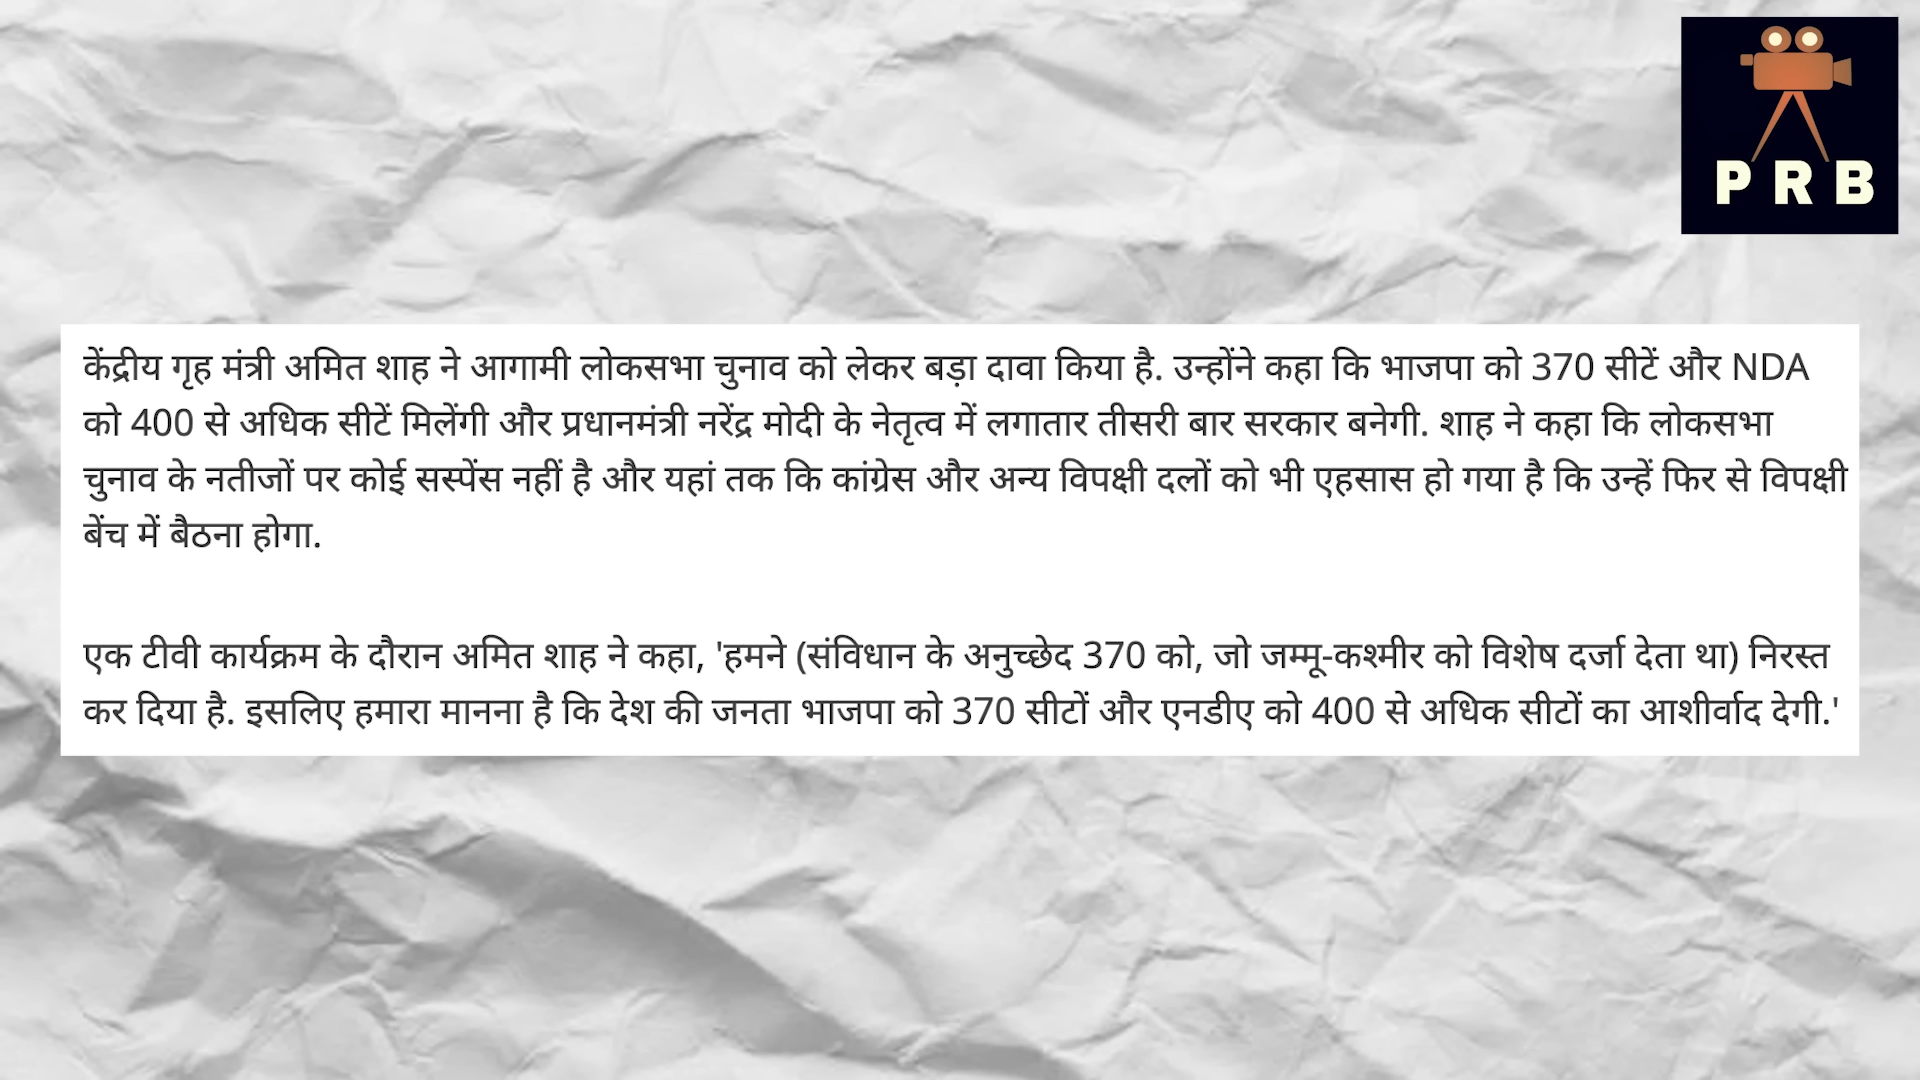 PRB
केंद्रीय गृह मंत्री अमित शाह ने आगामी लोकसभा चुनाव को लेकर बड़ा दावा किया है. उन्होंने कहा कि भाजपा को 370 सीटें और NDA
को 400 से अधिक सीटें मिलेंगी और प्रधानमंत्री नरेंद्र मोदी के नेतृत्व में लगातार तीसरी बार सरकार बनेगी. शाह ने कहा कि लोकसभा
चुनाव के नतीजों पर कोई सस्पेंस नहीं है और यहां तक कि कांग्रेस और अन्य विपक्षी दलों को भी एहसास हो गया है कि उन्हें फिर से विपक्षी
बेंच में बैठना होगा.
एक टीवी कार्यक्रम के दौरान अमित शाह ने कहा, 'हमने (संविधान के अनुच्छेद 370 को, जो जम्मू-कश्मीर को विशेष दर्जा देता था) निरस्त
कर दिया है. इसलिए हमारा मानना है कि देश की जनता भाजपा को 370 सीटों और एनडीए को 400 से अधिक सीटों का आशीर्वाद देगी.'